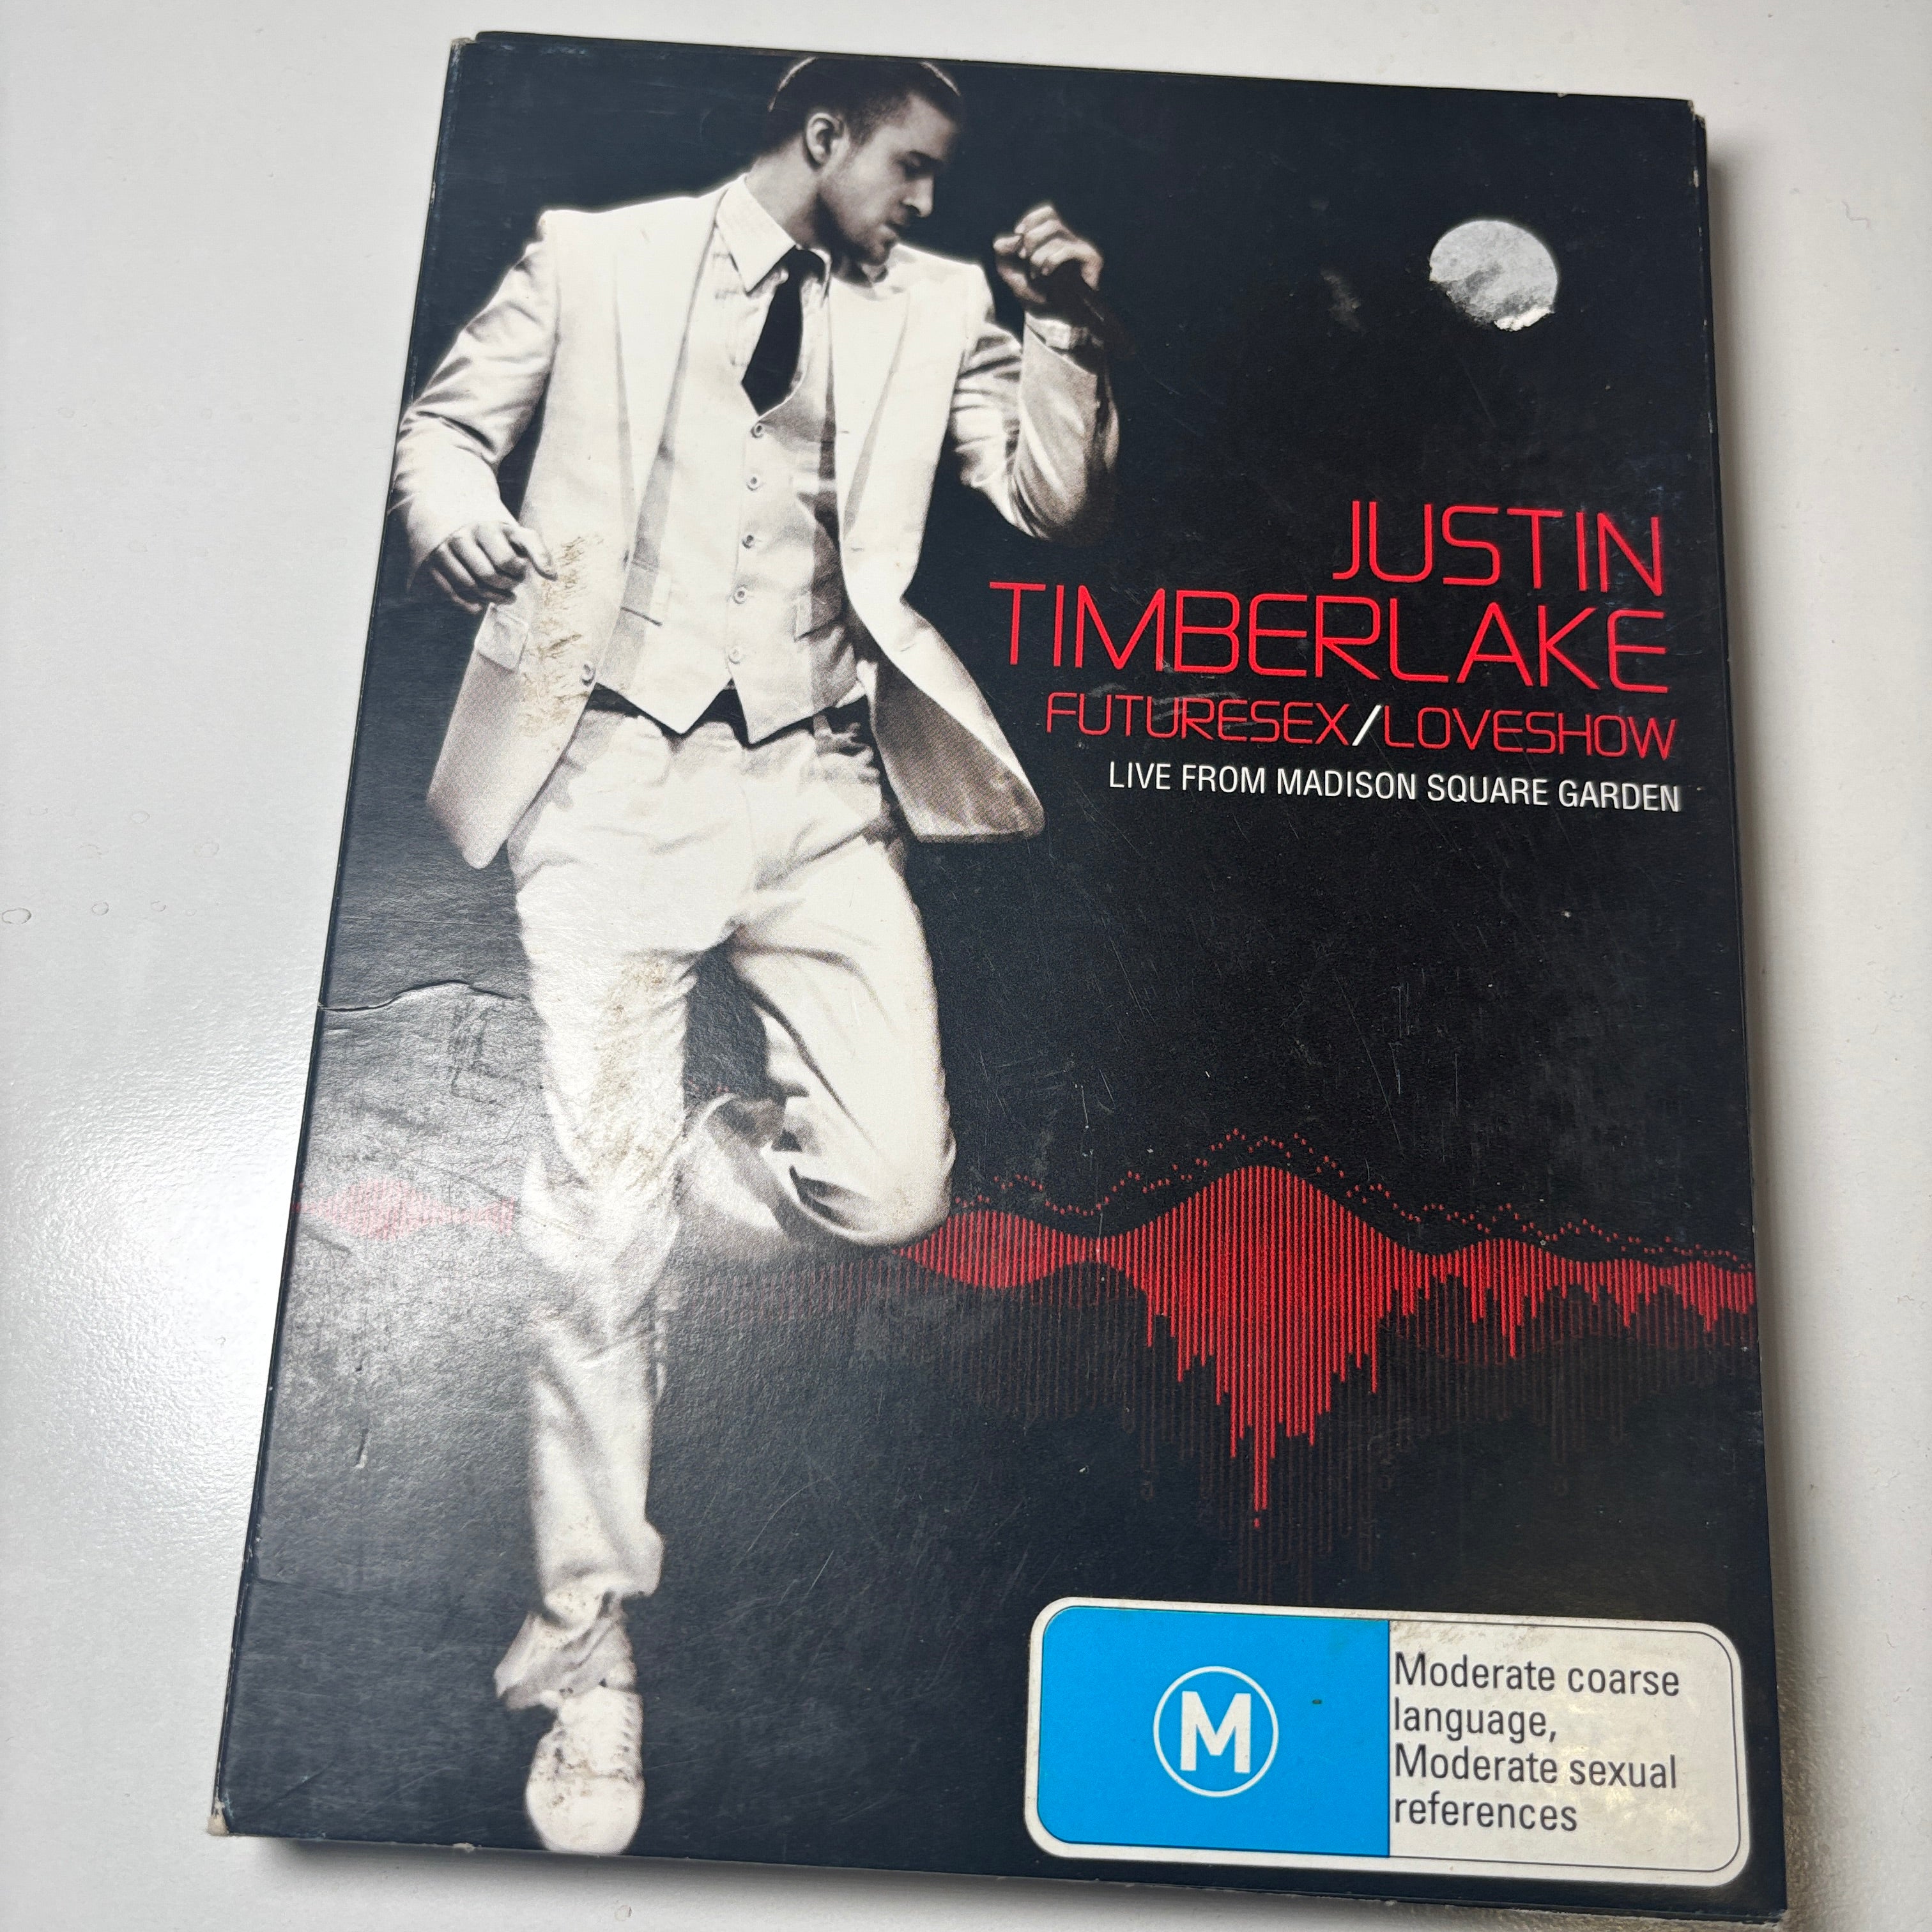 JUSTIN
TIMBERLAKE
FUTURESEX/LOVESHOW
LIVE FROM MADISON SQUARE GARDEN
M
Moderate coarse
language,
Moderate sexual
references